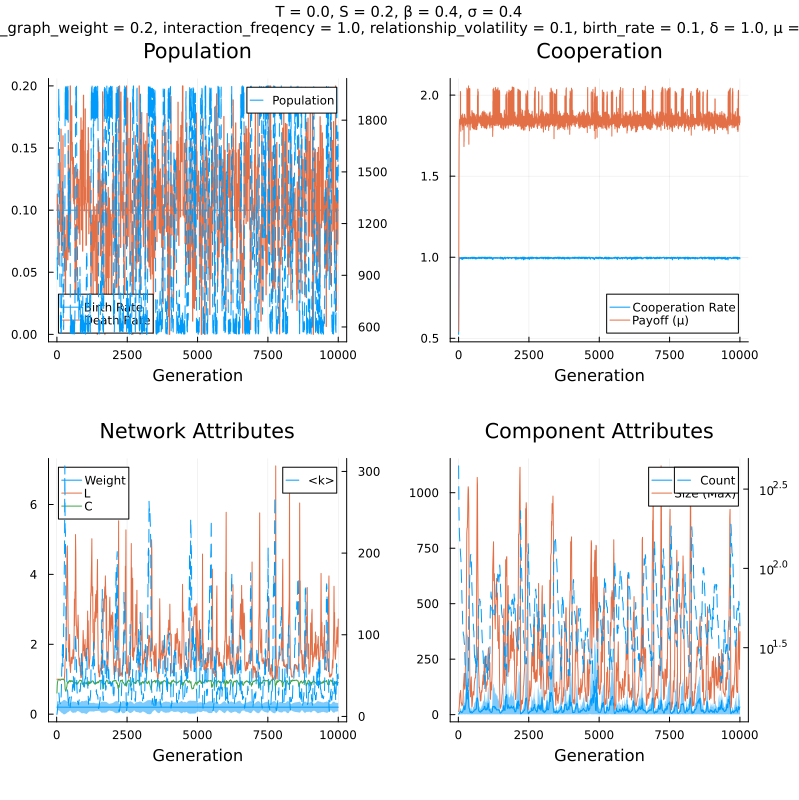 T = 0.0, S = 0.2, β = 0.4, σ = 0.4
_graph_weight = 0.2, interaction_freqency = 1.0, relationship_volatility = 0.1, birth_rate = 0.1, δ = 1.0, μ =
Population
Cooperation
0.20
0.15
0.10
0.05
0.00
1800
1500
1200
900
600
Population
Birth Rate
Death Rate
0
2500
5000
7500
10000
Generation
2.0
1.5
1.0
0.5
Cooperation Rate
Payoff (μ)
0
2500
5000
7500
10000
Generation
Network Attributes
Component Attributes
6
4
2
0
300
200
100
0
Weight
L
C
<k>
0
2500
5000
7500
10000
Generation
1000
750
500
250
0
10^2.5
10^2.0
10^1.5
Count
Size (Max)
0
2500
5000
7500
10000
Generation